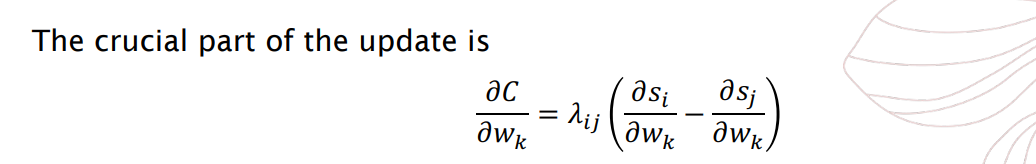 The crucial part of the update is
∂C/∂w_k = λ_ij (∂s_i/∂w_k − ∂s_j/∂w_k)